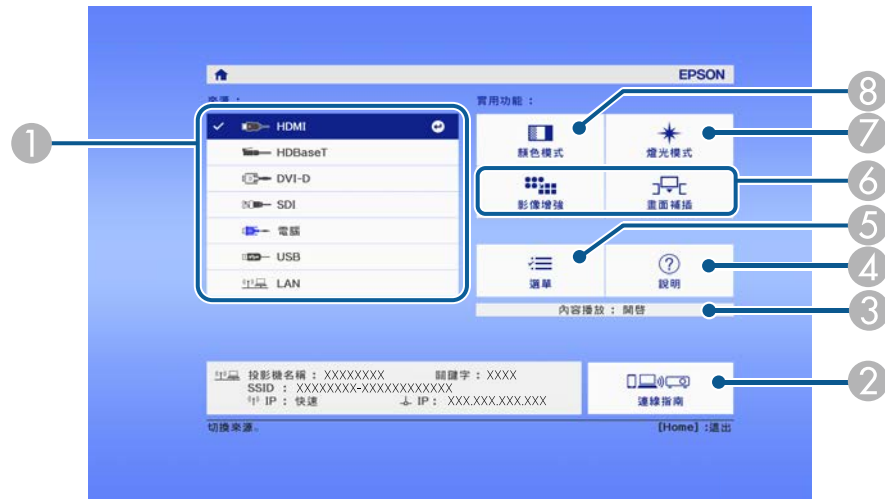 EPSON
來源：
實用功能：
HDMI
HDBaseT
DVI-D
SDI
電腦
USB
LAN
顏色模式
燈光模式
影像增強
畫面補插
選單
說明
內容播放：開啓
投影機名稱：XXXXXXXX 關鍵字：XXXX
SSID：XXXXXXXX-XXXXXXXXXXXX
IP：快速 IP：XXX.XXX.XXX.XXX
連線指南
切換來源。
[Home] :退出
1
2
3
4
5
6
7
8